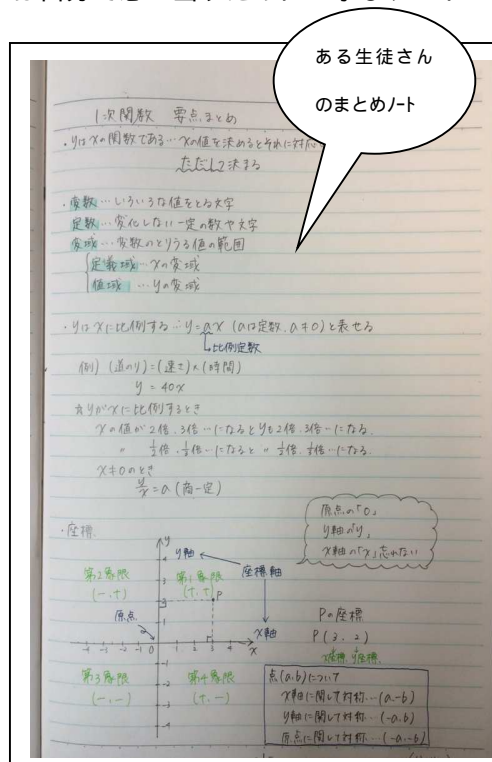 ある生徒さん
のまとめノート
1次関数 要点まとめ
・yはxの関数である…xの値を決めるとそれに対応
ただ1つ決まる
・変数…いろいろな値をとる文字
定数…変化しない一定の数や文字
変域…変数のとりうる値の範囲
定義域…xの変域
値域…yの変域
・yはxに比例する…y=ax (aは定数、a≠0)と表せる
比例定数
例) (道のり)=(速さ)×(時間)
y = 40x
☆yがxに比例するとき
xの値が2倍、3倍…になるとyも2倍、3倍…になる。
〃 1/2倍、1/3倍…になると 〃 1/2倍、1/3倍…になる。
x≠0のとき
y/x = a (商一定)
原点の「0」
y軸の「y」
x軸の「x」忘れない
・座標
y
y軸
座標軸
第2象限
(-,+)
第1象限
(+,+)
P
原点
x軸
-4 -3 -2 -1 0
x
第3象限
(-,-)
第4象限
(+,-)
Pの座標
P(3, 2)
x座標 y座標
点(a,b)について
x軸に関して対称…(a,-b)
y軸に関して対称…(-a,b)
原点に関して対称…(-a,-b)